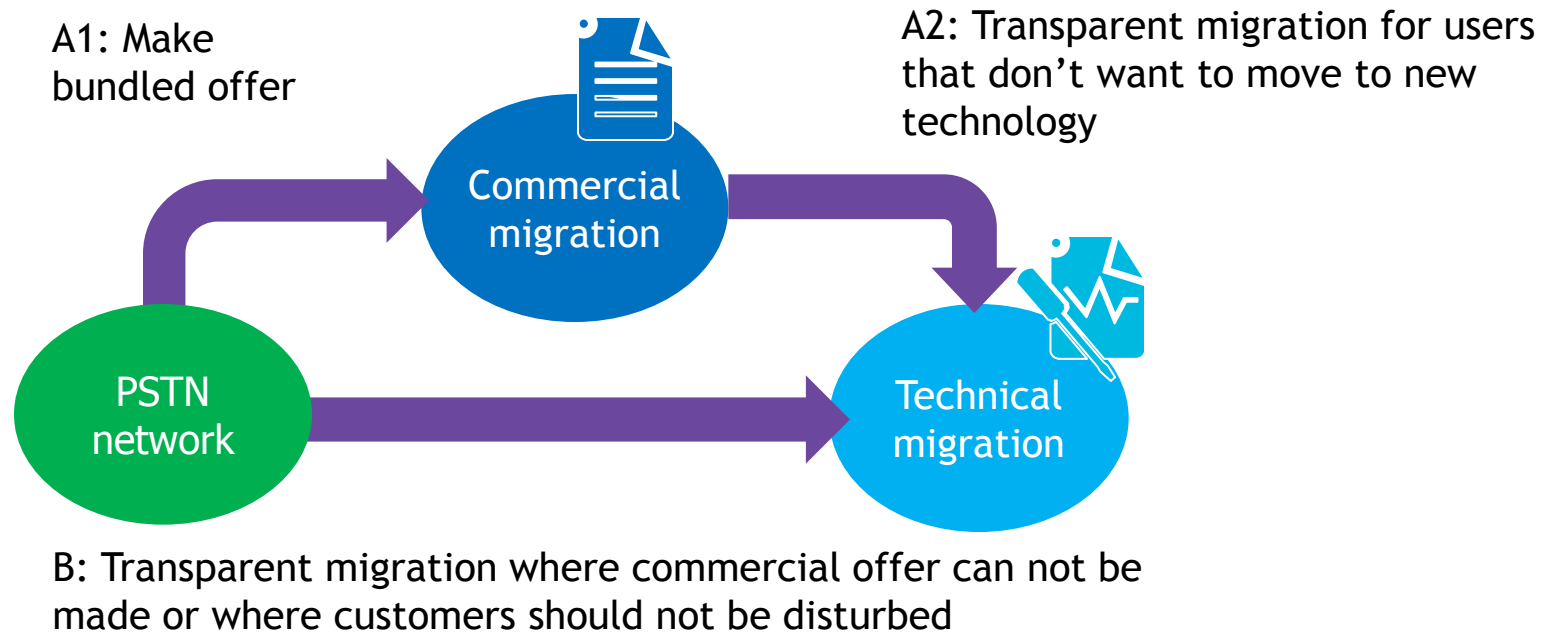 A1: Make
bundled offer
A2: Transparent migration for users
that don’t want to move to new
technology
Commercial
migration
PSTN
network
Technical
migration
B: Transparent migration where commercial offer can not be
made or where customers should not be disturbed